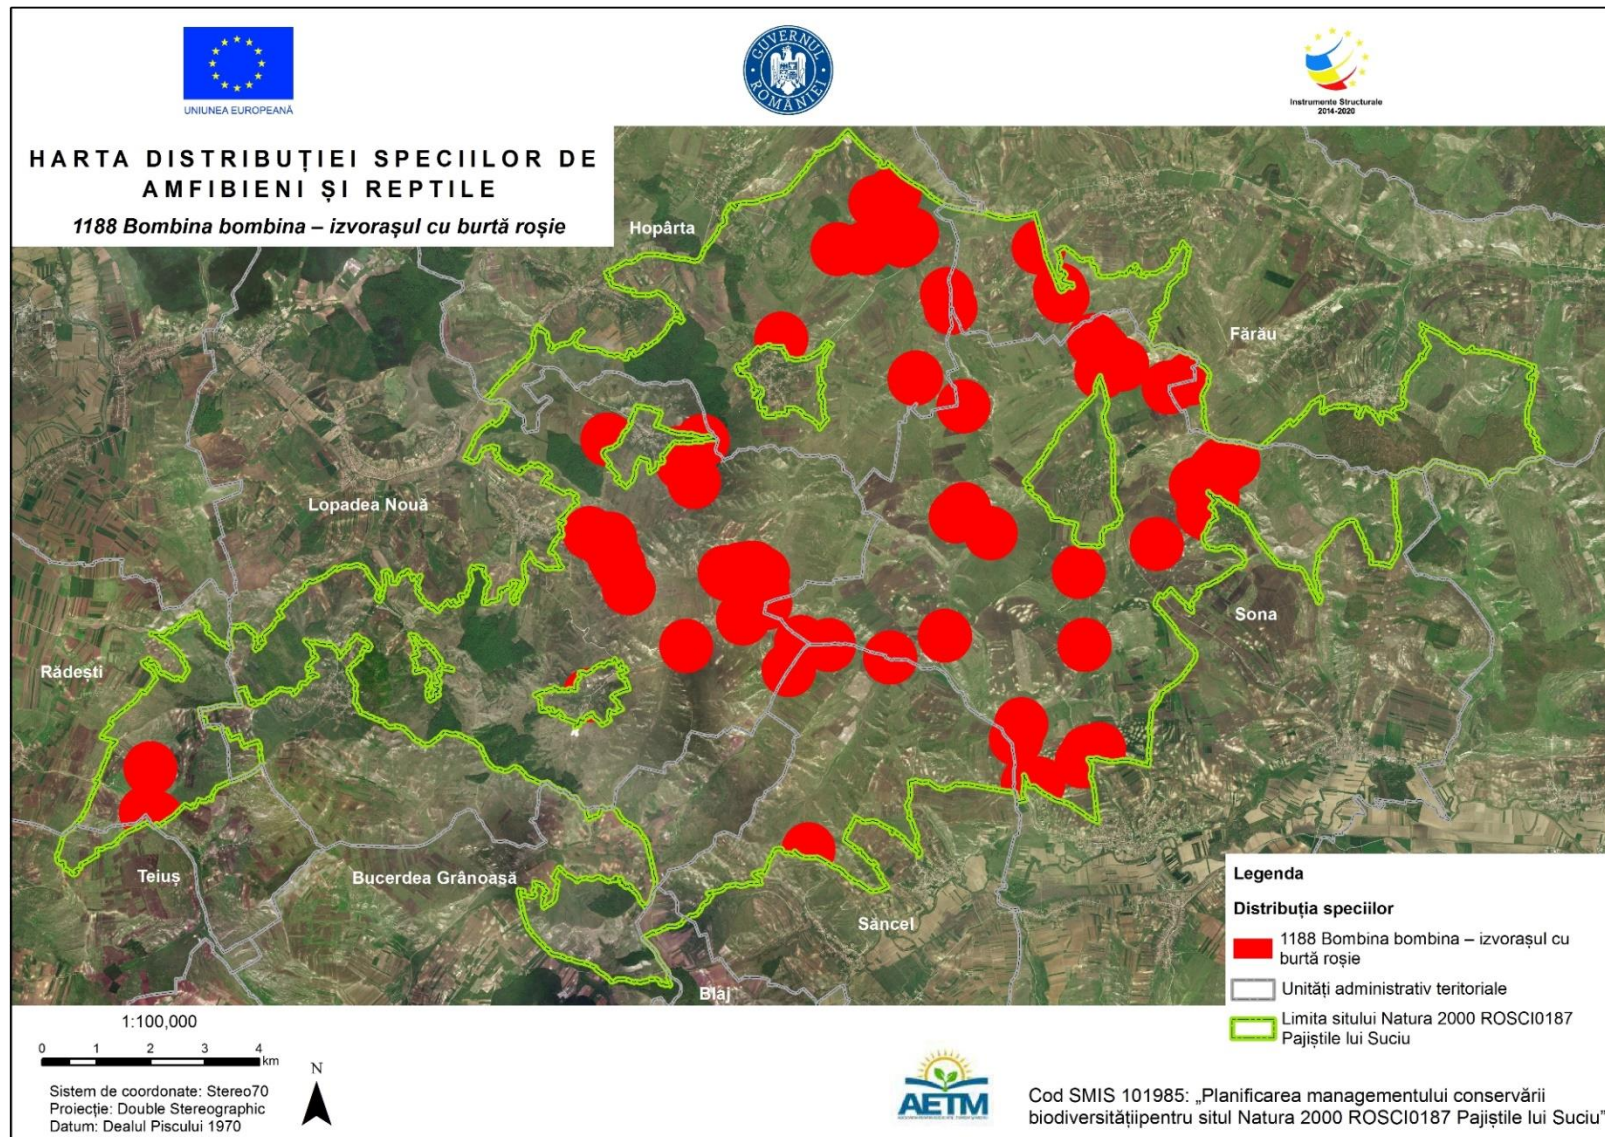 UNIUNEA EUROPEANĂ
GUVERNUL ROMÂNIEI
Instrumente Structurale
2014-2020
HARTA DISTRIBUȚIEI SPECIILOR DE
AMFIBIENI ȘI REPTILE
1188 Bombina bombina – izvorașul cu burtă roșie
Hopârta
Fărău
Lopadea Nouă
Sona
Rădești
Teiuș
Bucerdea Grânoasă
Săncel
Blaj
Legenda
Distribuția speciilor
1188 Bombina bombina – izvorașul cu
burtă roșie
Unități administrativ teritoriale
Limita sitului Natura 2000 ROSCI0187
Pajiștile lui Suciu
1:100,000
0 1 2 3 4
km
N
Sistem de coordonate: Stereo70
Proiecție: Double Stereographic
Datum: Dealul Piscului 1970
AETM
Cod SMIS 101985: „Planificarea managementului conservării
biodiversitățiipentru situl Natura 2000 ROSCI0187 Pajiștile lui Suciu”